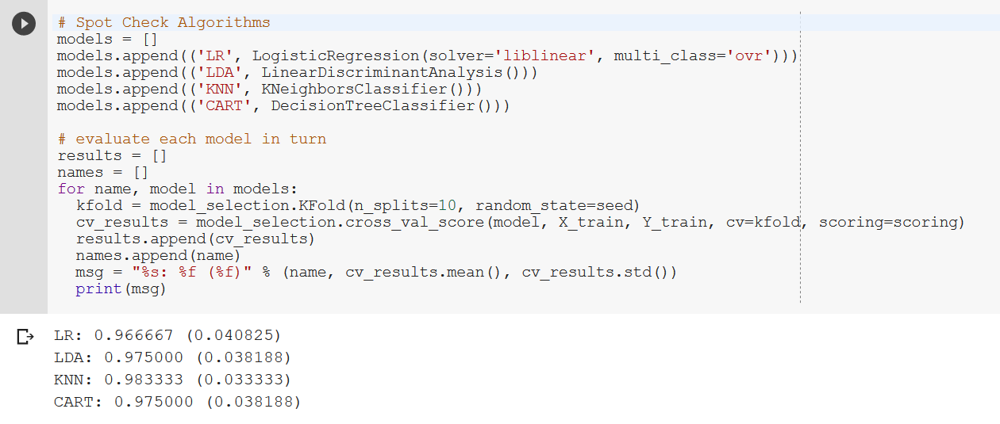 # Spot Check Algorithms
models = []
models.append(('LR', LogisticRegression(solver='liblinear', multi_class='ovr')))
models.append(('LDA', LinearDiscriminantAnalysis()))
models.append(('KNN', KNeighborsClassifier()))
models.append(('CART', DecisionTreeClassifier()))
# evaluate each model in turn
results = []
names = []
for name, model in models:
  kfold = model_selection.KFold(n_splits=10, random_state=seed)
  cv_results = model_selection.cross_val_score(model, X_train, Y_train, cv=kfold, scoring=scoring)
  results.append(cv_results)
  names.append(name)
  msg = "%s: %f (%f)" % (name, cv_results.mean(), cv_results.std())
  print(msg)
LR: 0.966667 (0.040825)
LDA: 0.975000 (0.038188)
KNN: 0.983333 (0.033333)
CART: 0.975000 (0.038188)